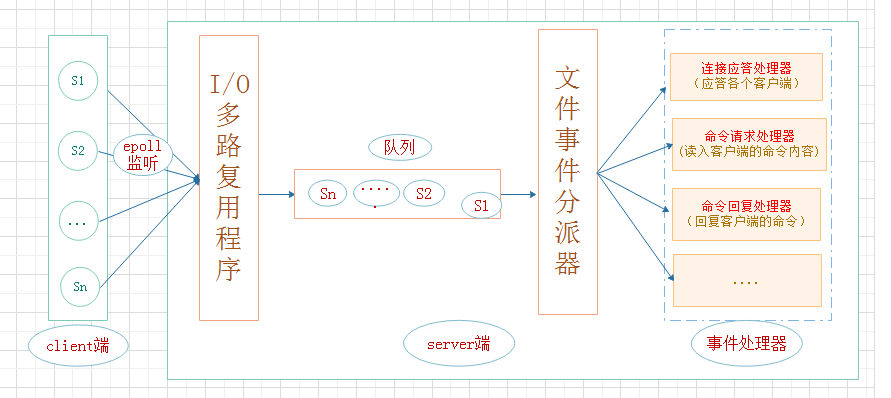 S1
S2
...
Sn
client端
epoll
监听
I/O
多
路
复
用
程
序
队列
Sn
.....
S2
S1
文
件
事
件
分
派
器
server端
连接应答处理器
（应答各个客户端）
命令请求处理器
(读入客户端的命令内容)
命令回复处理器
（回复客户端的命令）
....
事件处理器